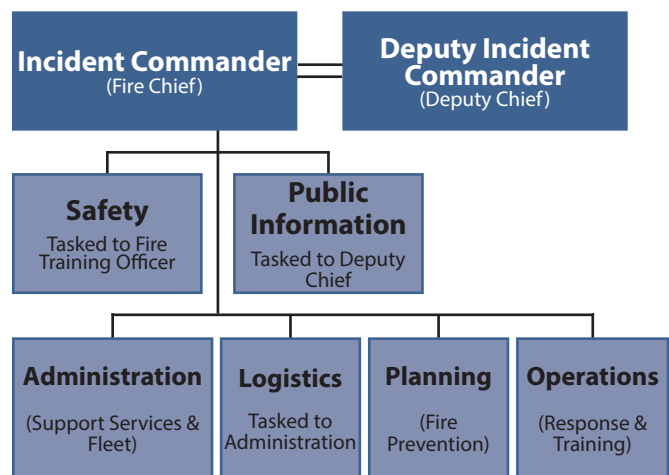 Incident Commander
(Fire Chief)
Deputy Incident
Commander
(Deputy Chief)
Safety
Tasked to Fire
Training Officer
Public
Information
Tasked to Deputy
Chief
Administration
(Support Services &
Fleet)
Logistics
Tasked to
Administration
Planning
(Fire
Prevention)
Operations
(Response &
Training)